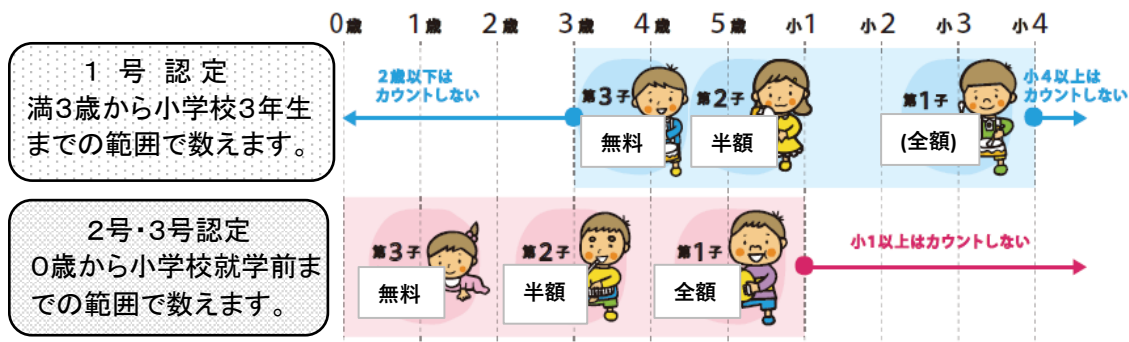 0歳 1歳 2歳 3歳 4歳 5歳 小1 小2 小3 小4
1 号 認 定
満3歳から小学校3年生
までの範囲で数えます。
2歳以下は
カウントしない
第3子
無料
第2子
半額
第1子
(全額)
小4以上は
カウントしない
2号・3号認定
0歳から小学校就学前ま
での範囲で数えます。
第3子
無料
第2子
半額
第1子
全額
小1以上はカウントしない